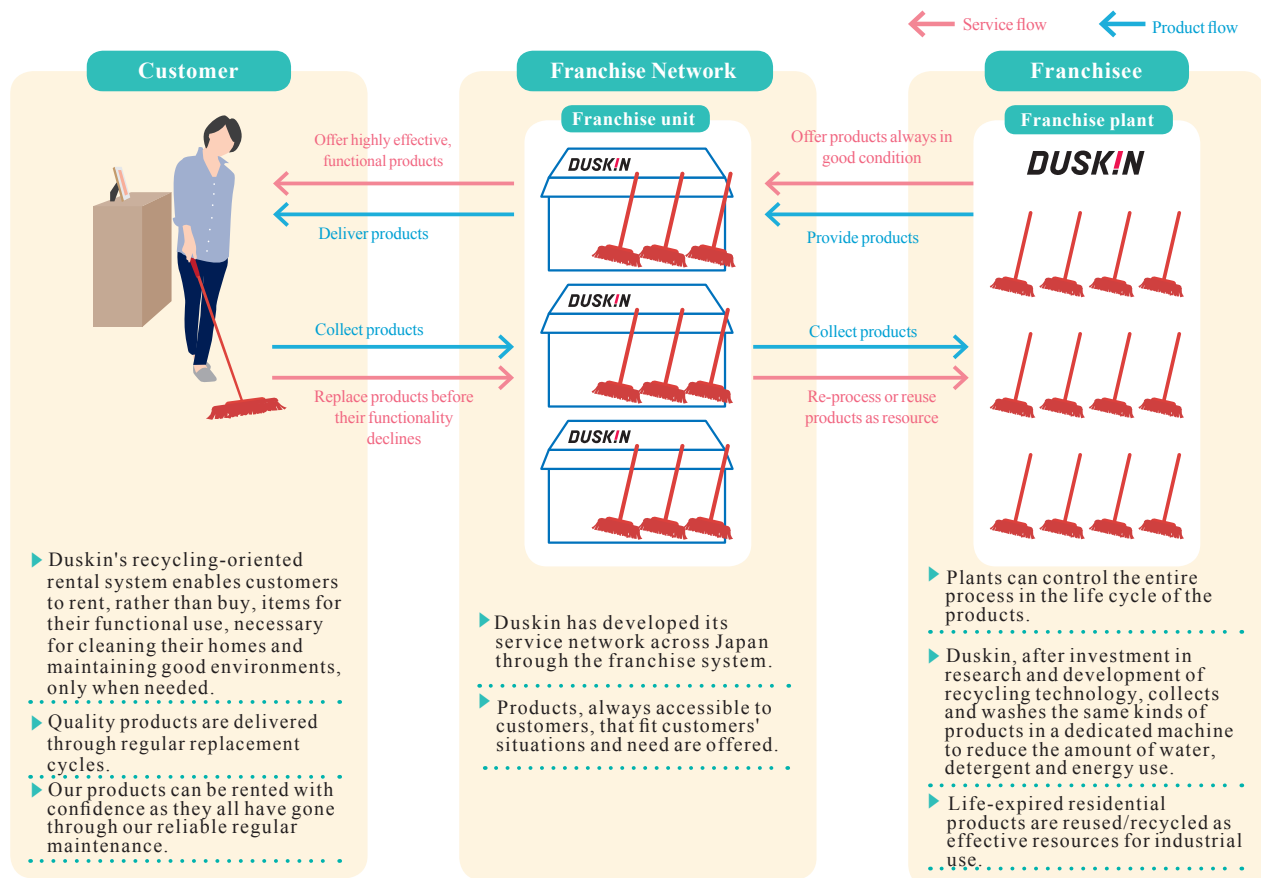 Service flow
Product flow
Customer
Franchise Network
Franchisee
Franchise unit
Franchise plant
Offer highly effective,
functional products
Deliver products
Collect products
Replace products before
their functionality
declines
DUSK!N
DUSK!N
DUSK!N
Offer products always in
good condition
Provide products
Collect products
Re-process or reuse
products as resource
DUSK!N
Duskin's recycling-oriented
rental system enables customers
to rent, rather than buy, items for
their functional use, necessary
for cleaning their homes and
maintaining good environments,
only when needed.
Quality products are delivered
through regular replacement
cycles.
Our products can be rented with
confidence as they all have gone
through our reliable regular
maintenance.
Duskin has developed its
service network across Japan
through the franchise system.
Products, always accessible to
customers, that fit customers'
situations and need are offered.
Plants can control the entire
process in the life cycle of the
products.
Duskin, after investment in
research and development of
recycling technology, collects
and washes the same kinds of
products in a dedicated machine
to reduce the amount of water,
detergent and energy use.
Life-expired residential
products are reused/recycled as
effective resources for industrial
use.